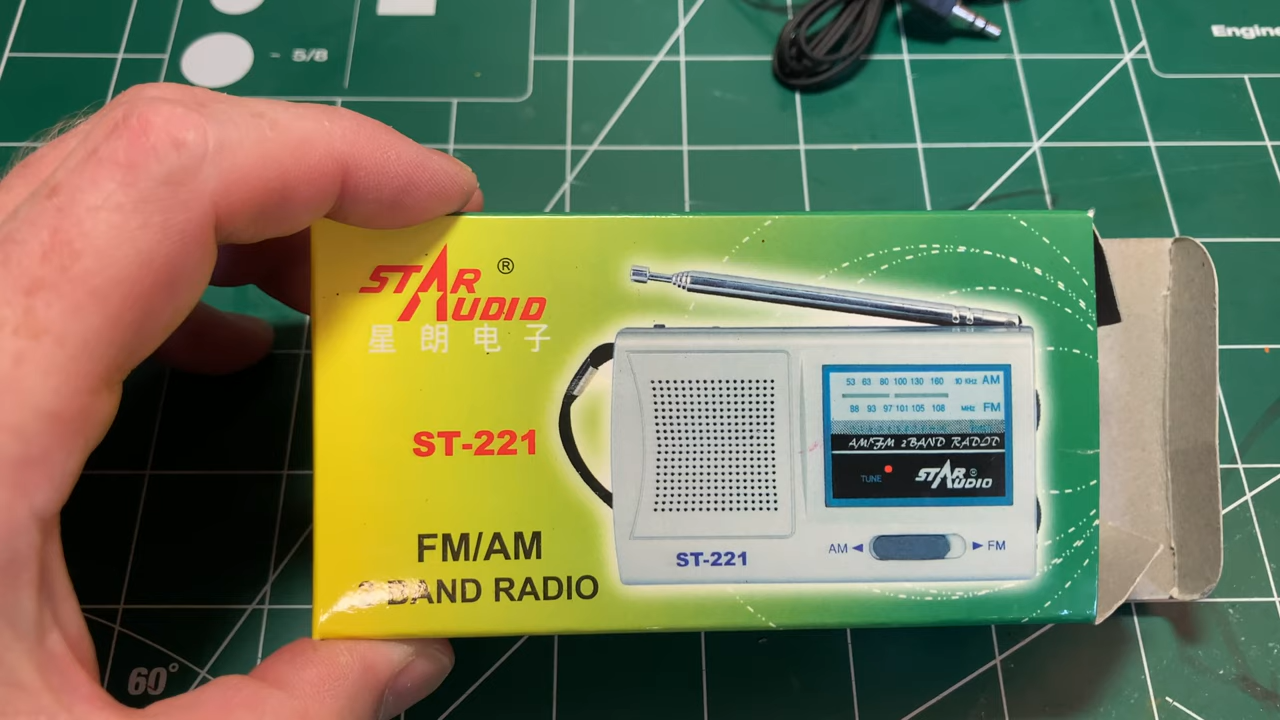 5/8
Engine
STAR AUDIO ®
星朗电子
ST-221
FM/AM
BAND RADIO
53 63 80 100 130 160 10 KHz AM
88 93 97 101 105 108 MHz FM
AM/FM 2BAND RADIO
TUNE
STAR AUDIO ®
AM ◄ ► FM
ST-221
60°